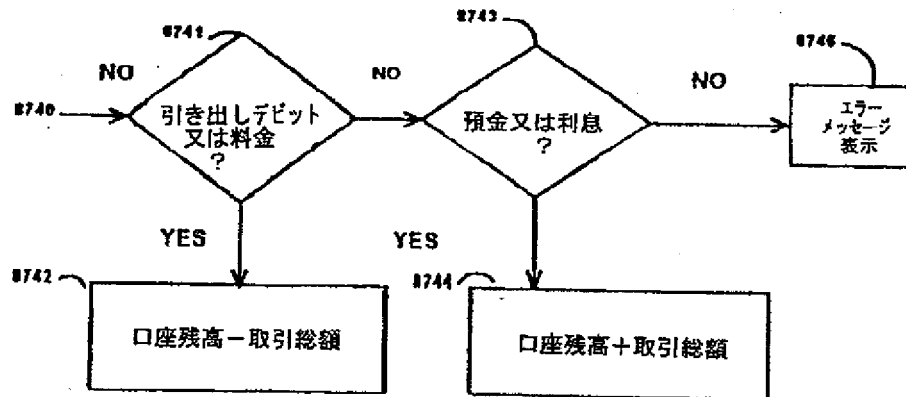 8741
8743
8746
NO
NO
NO
8740
引き出しデビット
又は料金
?
預金又は利息
?
エラー
メッセージ
表示
YES
YES
8742
8744
口座残高－取引総額
口座残高＋取引総額